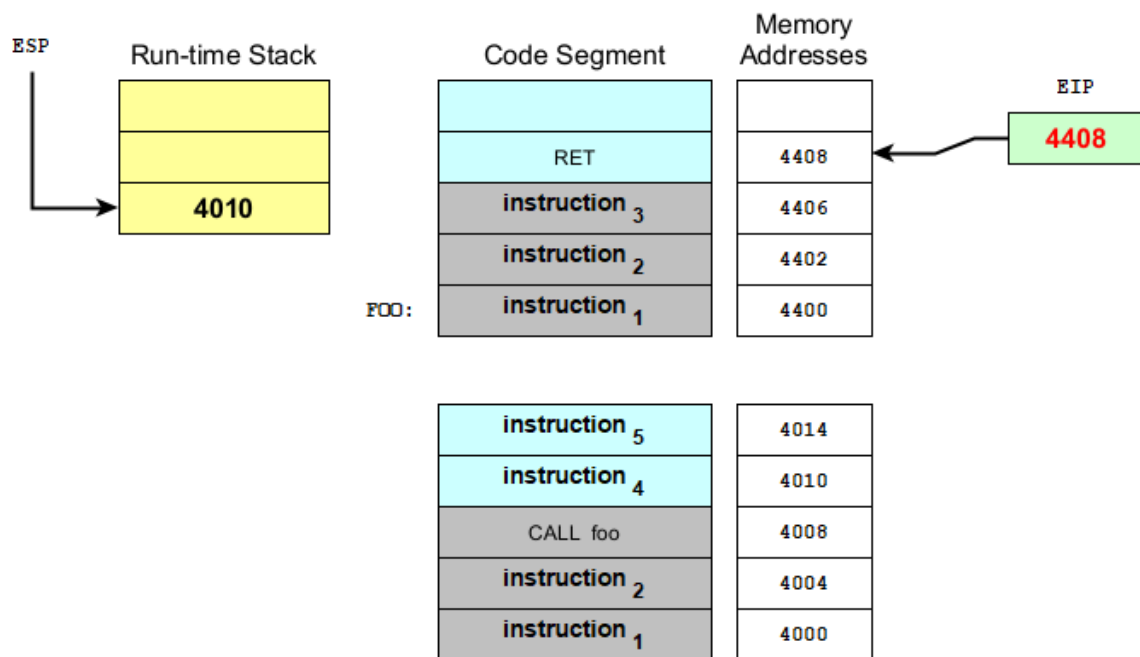 ESP
Run-time Stack
Code Segment
Memory Addresses
EIP
4408
RET
4408
4010
instruction 3
4406
instruction 2
4402
FOO:
instruction 1
4400
instruction 5
4014
instruction 4
4010
CALL foo
4008
instruction 2
4004
instruction 1
4000